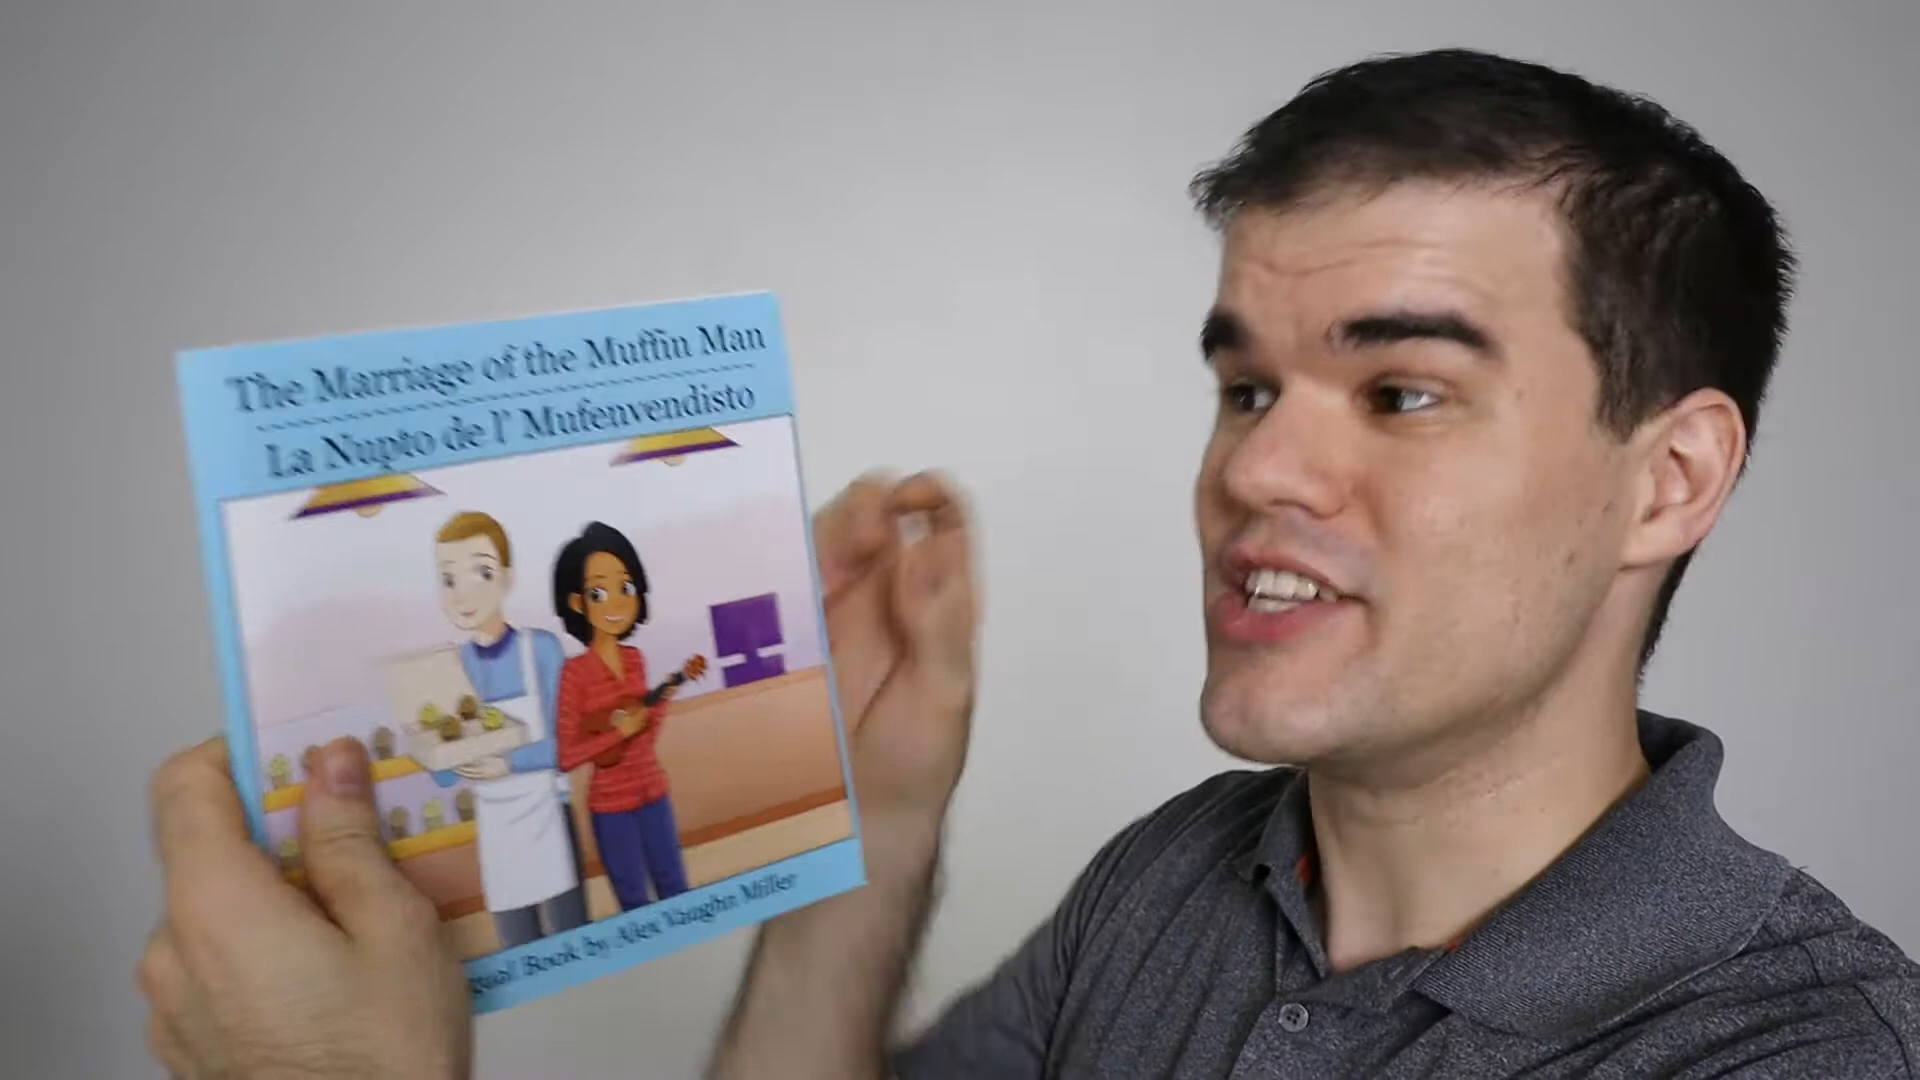 The Marriage of the Muffin Man
La Nupto de l' Mufenvendisto
Book by Alex Vaughn Miller